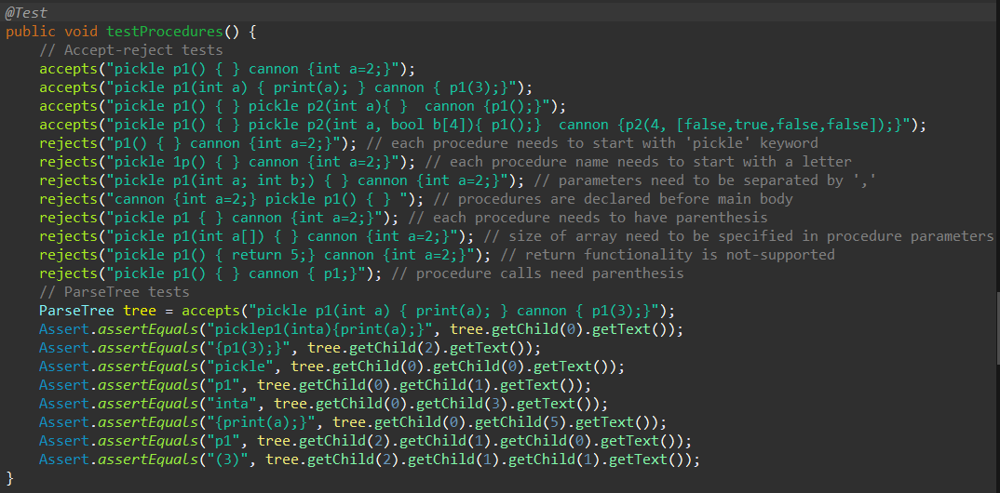 @Test
public void testProcedures() {
    // Accept-reject tests
    accepts("pickle p1() { } cannon {int a=2;}");
    accepts("pickle p1(int a) { print(a); } cannon { p1(3);}");
    accepts("pickle p1() { } pickle p2(int a){ }  cannon {p1();}");
    accepts("pickle p1() { } pickle p2(int a, bool b[4]){ p1();}  cannon {p2(4, [false,true,false,false]);}");
    rejects("p1() { } cannon {int a=2;}"); // each procedure needs to start with 'pickle' keyword
    rejects("pickle 1p() { } cannon {int a=2;}"); // each procedure name needs to start with a letter
    rejects("pickle p1(int a; int b;) { } cannon {int a=2;}"); // parameters need to be separated by ','
    rejects("cannon {int a=2;} pickle p1() { } "); // procedures are declared before main body
    rejects("pickle p1 { } cannon {int a=2;}"); // each procedure needs to have parenthesis
    rejects("pickle p1(int a[]) { } cannon {int a=2;}"); // size of array need to be specified in procedure parameters
    rejects("pickle p1() { return 5;} cannon {int a=2;}"); // return functionality is not-supported
    rejects("pickle p1() { } cannon { p1;}"); // procedure calls need parenthesis
    // ParseTree tests
    ParseTree tree = accepts("pickle p1(int a) { print(a); } cannon { p1(3);}");
    Assert.assertEquals("picklep1(inta){print(a);}", tree.getChild(0).getText());
    Assert.assertEquals("{p1(3);}", tree.getChild(2).getText());
    Assert.assertEquals("pickle", tree.getChild(0).getChild(0).getText());
    Assert.assertEquals("p1", tree.getChild(0).getChild(1).getText());
    Assert.assertEquals("inta", tree.getChild(0).getChild(3).getText());
    Assert.assertEquals("{print(a);}", tree.getChild(0).getChild(5).getText());
    Assert.assertEquals("p1", tree.getChild(2).getChild(1).getChild(0).getText());
    Assert.assertEquals("(3)", tree.getChild(2).getChild(1).getChild(1).getText());
}